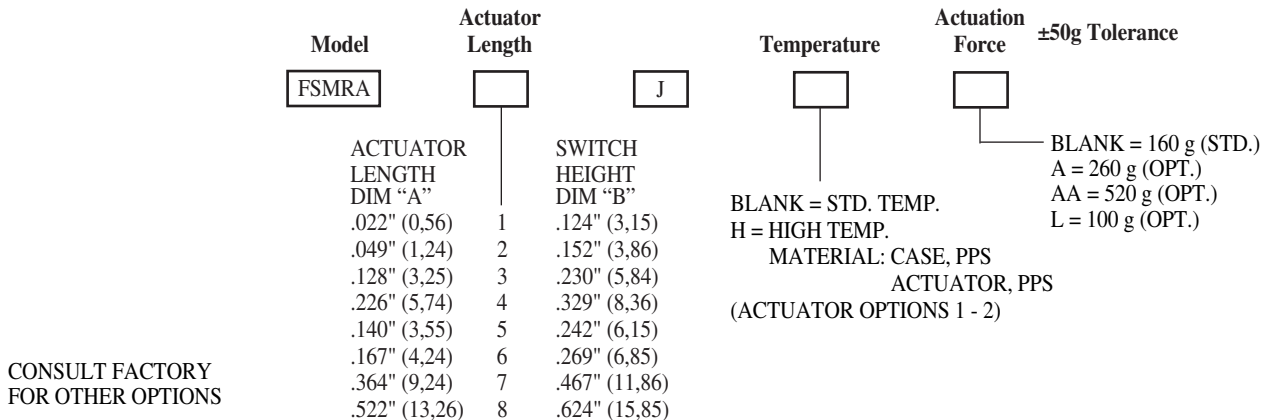 Model
Actuator
Length
Temperature
Actuation
Force
±50g Tolerance
FSMRA
J
ACTUATOR
LENGTH
DIM “A”
SWITCH
HEIGHT
DIM “B”
.022" (0,56) 1 .124" (3,15)
.049" (1,24) 2 .152" (3,86)
.128" (3,25) 3 .230" (5,84)
.226" (5,74) 4 .329" (8,36)
.140" (3,55) 5 .242" (6,15)
.167" (4,24) 6 .269" (6,85)
.364" (9,24) 7 .467" (11,86)
.522" (13,26) 8 .624" (15,85)
BLANK = STD. TEMP.
H = HIGH TEMP.
MATERIAL: CASE, PPS
ACTUATOR, PPS
(ACTUATOR OPTIONS 1 - 2)
BLANK = 160 g (STD.)
A = 260 g (OPT.)
AA = 520 g (OPT.)
L = 100 g (OPT.)
CONSULT FACTORY
FOR OTHER OPTIONS